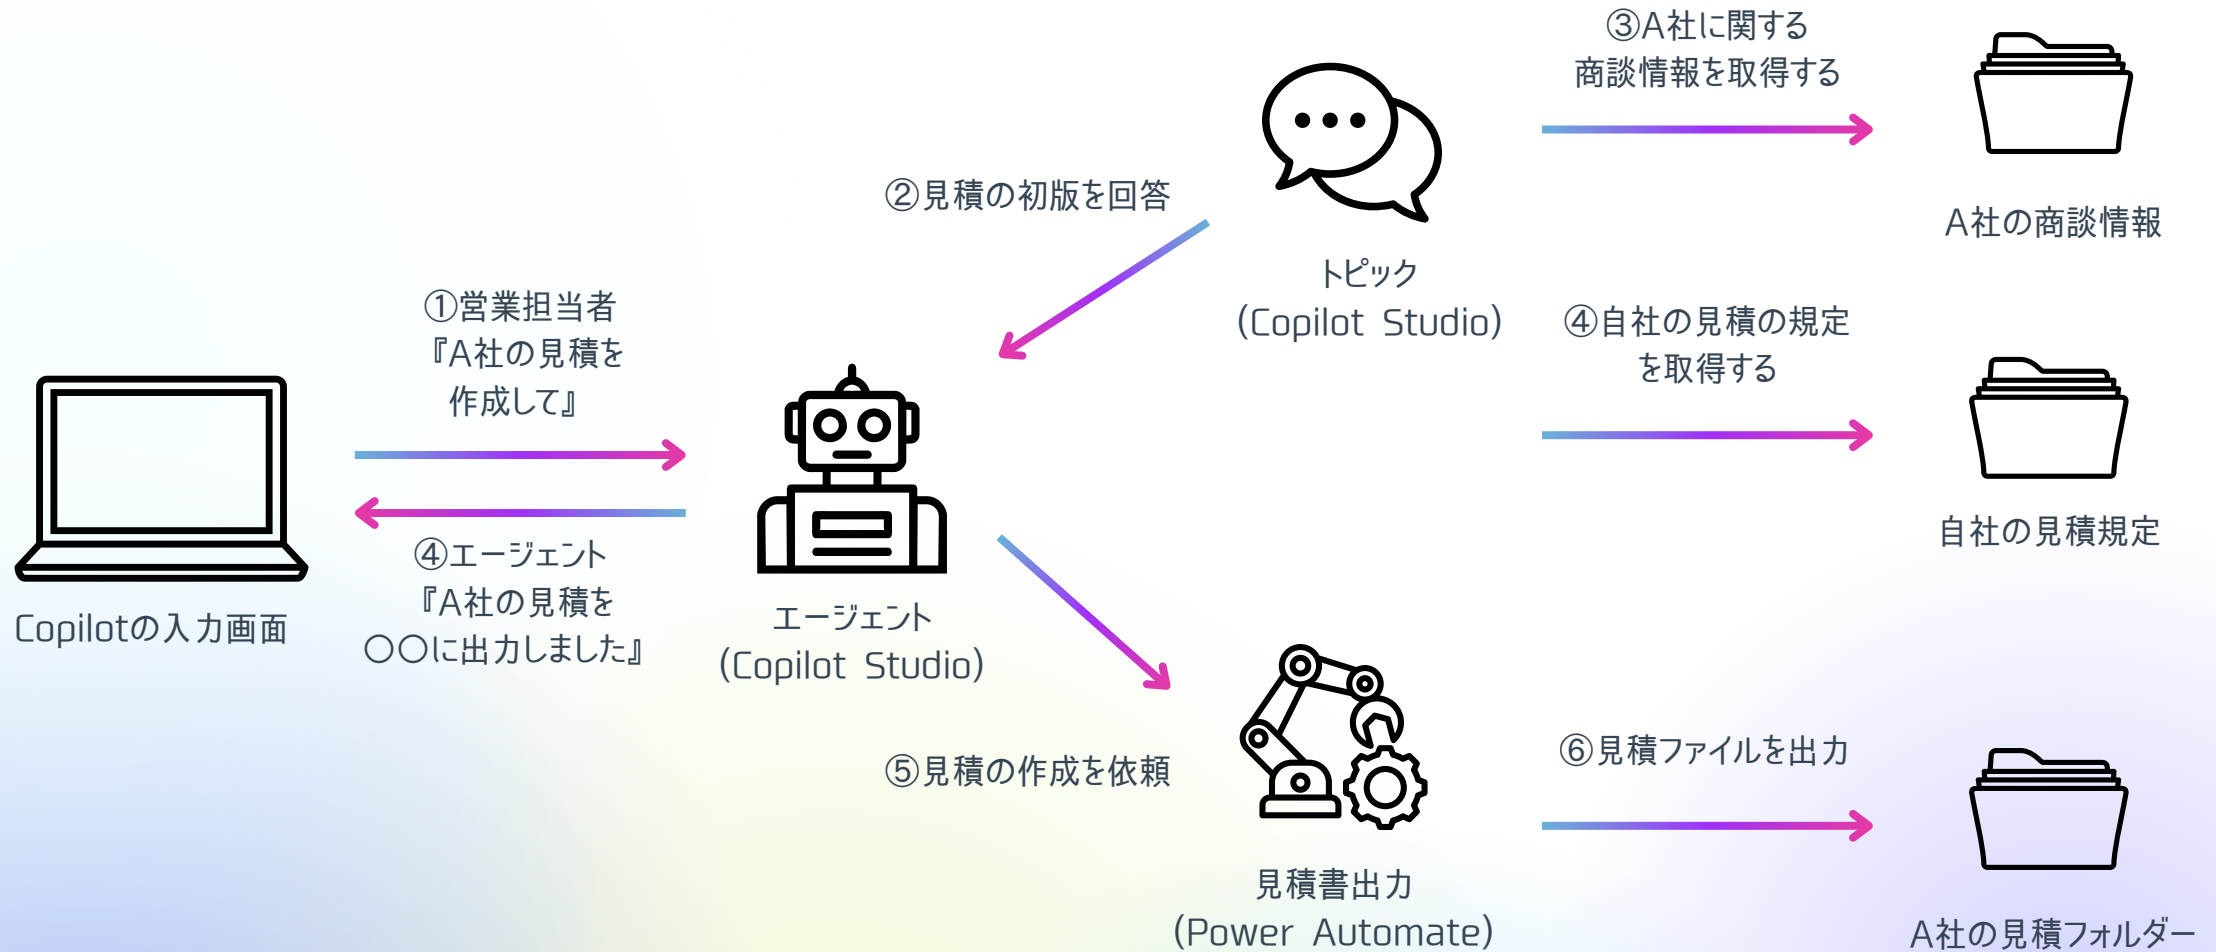 ③A社に関する
商談情報を取得する
A社の商談情報
②見積の初版を回答
トピック
(Copilot Studio)
①営業担当者
『A社の見積を
作成して』
④自社の見積の規定
を取得する
自社の見積規定
④エージェント
『A社の見積を
〇〇に出力しました』
Copilotの入力画面
エージェント
(Copilot Studio)
⑤見積の作成を依頼
⑥見積ファイルを出力
見積書出力
(Power Automate)
A社の見積フォルダー